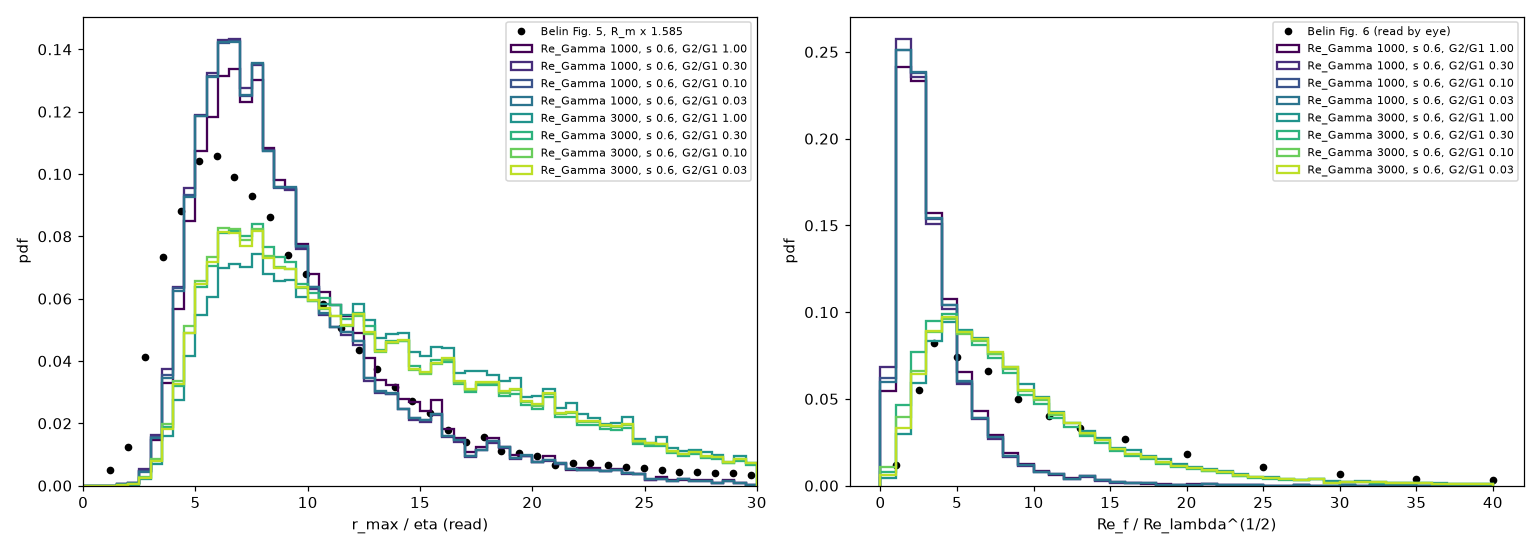 0.14
0.12
0.10
0.08
0.06
0.04
0.02
0.00
pdf
0 5 10 15 20 25 30
r_max / eta (read)
Belin Fig. 5, R_m x 1.585
Re_Gamma 1000, s 0.6, G2/G1 1.00
Re_Gamma 1000, s 0.6, G2/G1 0.30
Re_Gamma 1000, s 0.6, G2/G1 0.10
Re_Gamma 1000, s 0.6, G2/G1 0.03
Re_Gamma 3000, s 0.6, G2/G1 1.00
Re_Gamma 3000, s 0.6, G2/G1 0.30
Re_Gamma 3000, s 0.6, G2/G1 0.10
Re_Gamma 3000, s 0.6, G2/G1 0.03
0.25
0.20
0.15
0.10
0.05
0.00
pdf
0 5 10 15 20 25 30 35 40
Re_f / Re_lambda^(1/2)
Belin Fig. 6 (read by eye)
Re_Gamma 1000, s 0.6, G2/G1 1.00
Re_Gamma 1000, s 0.6, G2/G1 0.30
Re_Gamma 1000, s 0.6, G2/G1 0.10
Re_Gamma 1000, s 0.6, G2/G1 0.03
Re_Gamma 3000, s 0.6, G2/G1 1.00
Re_Gamma 3000, s 0.6, G2/G1 0.30
Re_Gamma 3000, s 0.6, G2/G1 0.10
Re_Gamma 3000, s 0.6, G2/G1 0.03